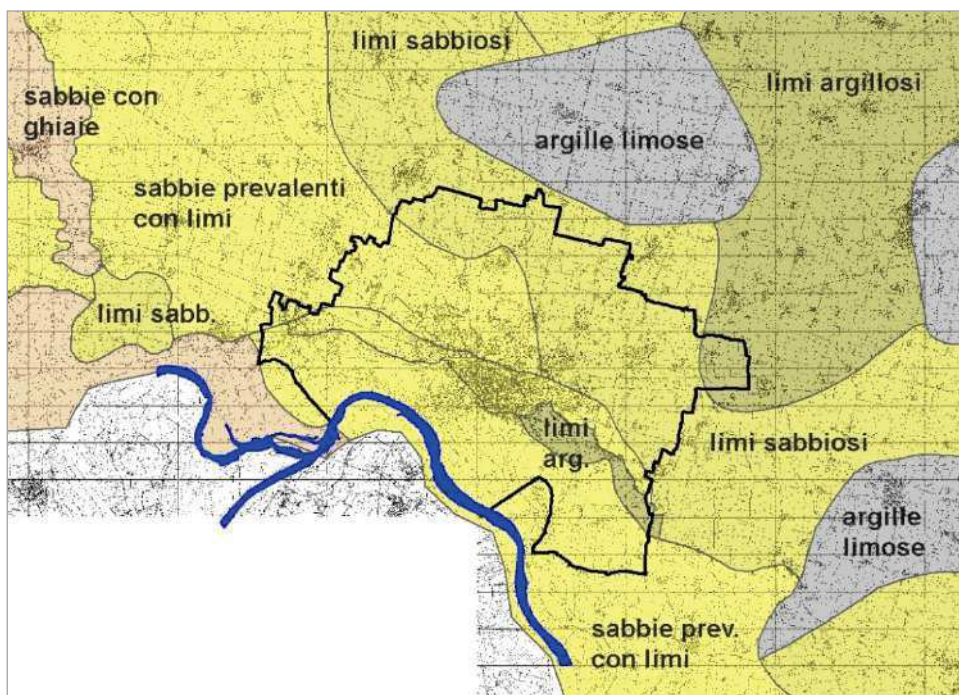 limi sabbiosi
limi argillosi
sabbie con
ghiaie
argille limose
sabbie prevalenti
con limi
limi sabb.
limi
arg.
limi sabbiosi
argille
limose
sabbie prev.
con limi